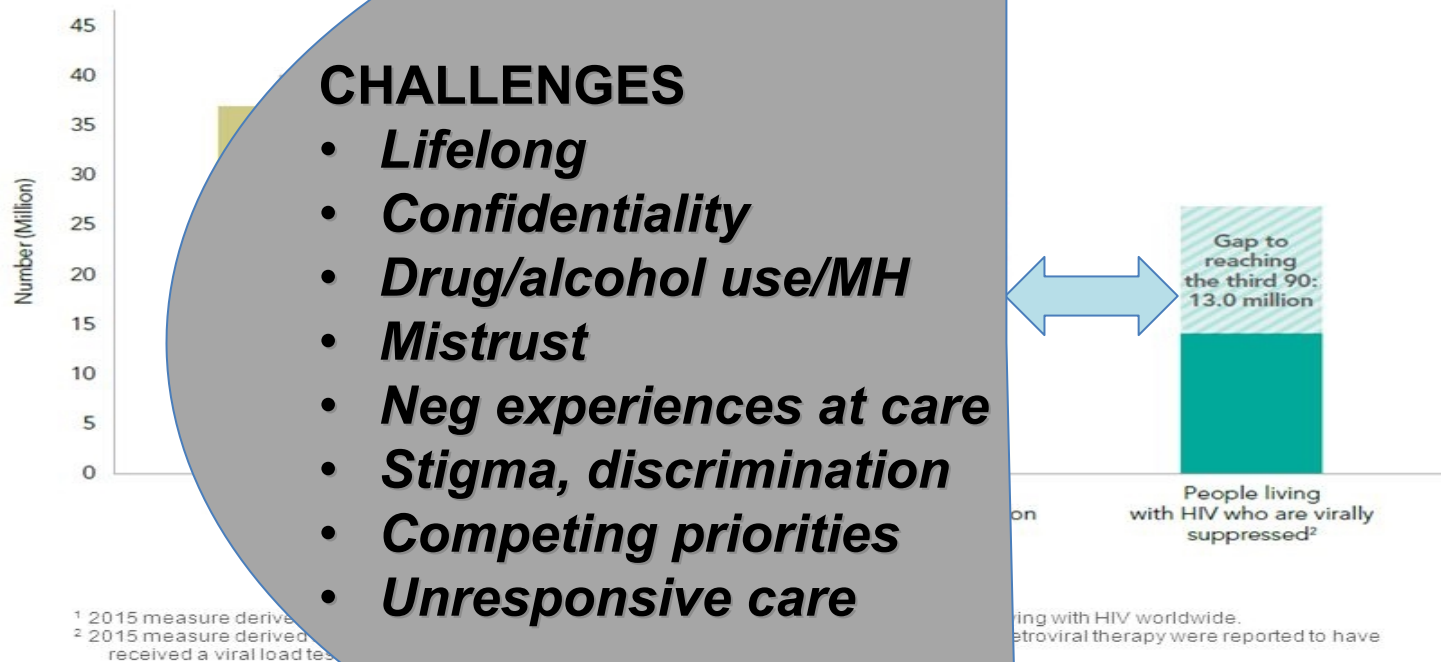 45
40
35
30
25
20
15
10
5
0
Number (Million)
CHALLENGES
• Lifelong
• Confidentiality
• Drug/alcohol use/MH
• Mistrust
• Neg experiences at care
• Stigma, discrimination
• Competing priorities
• Unresponsive care
Gap to
reaching
the third 90:
13.0 million
on
People living
with HIV who are virally
suppressed²
¹ 2015 measure derive
ing with HIV worldwide.
² 2015 measure derived
etroviral therapy were reported to have
received a viral load tes